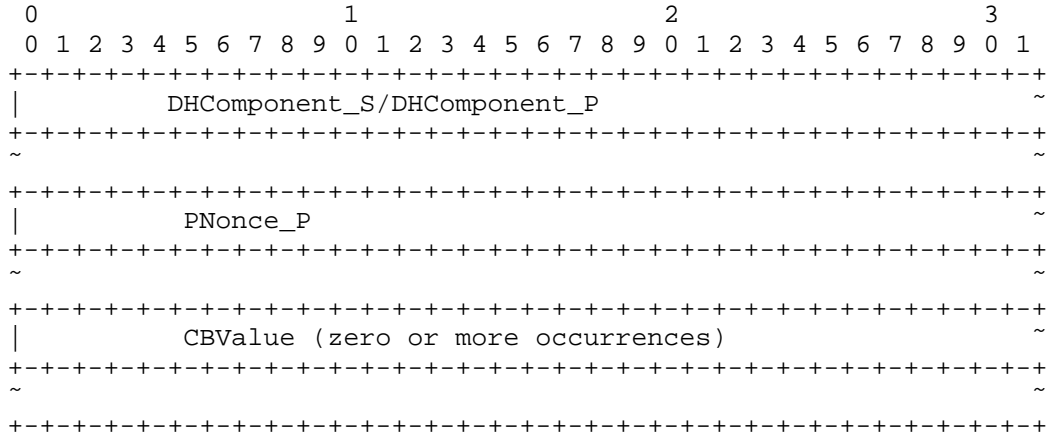 0                   1                   2                   3
 0 1 2 3 4 5 6 7 8 9 0 1 2 3 4 5 6 7 8 9 0 1 2 3 4 5 6 7 8 9 0 1
+-+-+-+-+-+-+-+-+-+-+-+-+-+-+-+-+-+-+-+-+-+-+-+-+-+-+-+-+-+-+-+-+
|         DHComponent_S/DHComponent_P                           ~
+-+-+-+-+-+-+-+-+-+-+-+-+-+-+-+-+-+-+-+-+-+-+-+-+-+-+-+-+-+-+-+-+
~                                                               ~
+-+-+-+-+-+-+-+-+-+-+-+-+-+-+-+-+-+-+-+-+-+-+-+-+-+-+-+-+-+-+-+-+
|          PNonce_P                                             ~
+-+-+-+-+-+-+-+-+-+-+-+-+-+-+-+-+-+-+-+-+-+-+-+-+-+-+-+-+-+-+-+-+
~                                                               ~
+-+-+-+-+-+-+-+-+-+-+-+-+-+-+-+-+-+-+-+-+-+-+-+-+-+-+-+-+-+-+-+-+
|          CBValue (zero or more occurrences)                   ~
+-+-+-+-+-+-+-+-+-+-+-+-+-+-+-+-+-+-+-+-+-+-+-+-+-+-+-+-+-+-+-+-+
~                                                               ~
+-+-+-+-+-+-+-+-+-+-+-+-+-+-+-+-+-+-+-+-+-+-+-+-+-+-+-+-+-+-+-+-+